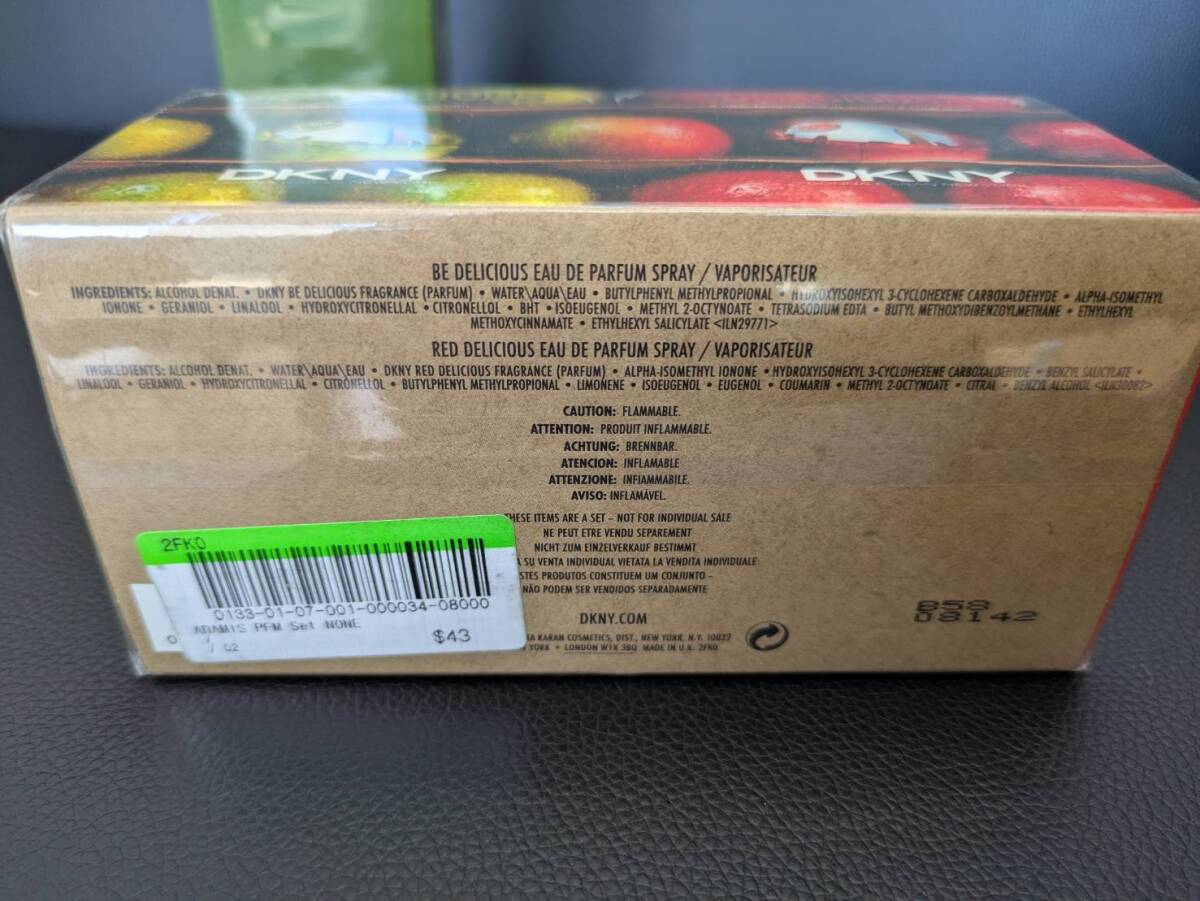 DKNY DKNY
BE DELICIOUS EAU DE PARFUM SPRAY / VAPORISATEUR
INGREDIENTS: ALCOHOL DENAT. • DKNY BE DELICIOUS FRAGRANCE (PARFUM) • WATER\AQUA\EAU • BUTYLPHENYL METHYLPROPIONAL • HYDROXYISOHEXYL 3-CYCLOHEXENE CARBOXALDEHYDE • ALPHA-ISOMETHYL
IONONE • GERANIOL • LINALOOL • HYDROXYCITRONELLAL • CITRONELLOL • BHT • ISOEUGENOL • METHYL 2-OCTYNOATE • TETRASODIUM EDTA • BUTYL METHOXYDIBENZOYLMETHANE • ETHYLHEXYL
METHOXYCINNAMATE • ETHYLHEXYL SALICYLATE <ILN29771>
RED DELICIOUS EAU DE PARFUM SPRAY / VAPORISATEUR
INGREDIENTS: ALCOHOL DENAT. • WATER\AQUA\EAU • DKNY RED DELICIOUS FRAGRANCE (PARFUM) • ALPHA-ISOMETHYL IONONE • HYDROXYISOHEXYL 3-CYCLOHEXENE CARBOXALDEHYDE • BENZYL SALICYLATE •
LINALOOL • GERANIOL • HYDROXYCITRONELLAL • CITRONELLOL • BUTYLPHENYL METHYLPROPIONAL • LIMONENE • ISOEUGENOL • EUGENOL • COUMARIN • METHYL 2-OCTYNOATE • CITRAL • BENZYL ALCOHOL <ILN30082>
CAUTION: FLAMMABLE.
ATTENTION: PRODUIT INFLAMMABLE.
ACHTUNG: BRENNBAR.
ATENCION: INFLAMABLE
ATTENZIONE: INFIAMMABILE.
AVISO: INFLAMÁVEL.
THESE ITEMS ARE A SET – NOT FOR INDIVIDUAL SALE
NE PEUT ETRE VENDU SEPAREMENT
NICHT ZUM EINZELVERKAUF BESTIMMT
A SU VENTA INDIVIDUAL VIETATA LA VENDITA INDIVIDUALE
STES PRODUTOS CONSTITUEM UM CONJUNTO –
NÃO PODEM SER VENDIDOS SEPARADAMENTE
DKNY.COM
KARAN COSMETICS, DIST., NEW YORK, N.Y. 10022
YORK • LONDON W1K 3BQ MADE IN U.K. 2FK0
2FK0
0133-01-07-001-000034-08000
ARAMIS PFM Set NONE
$43
02
B58
08142